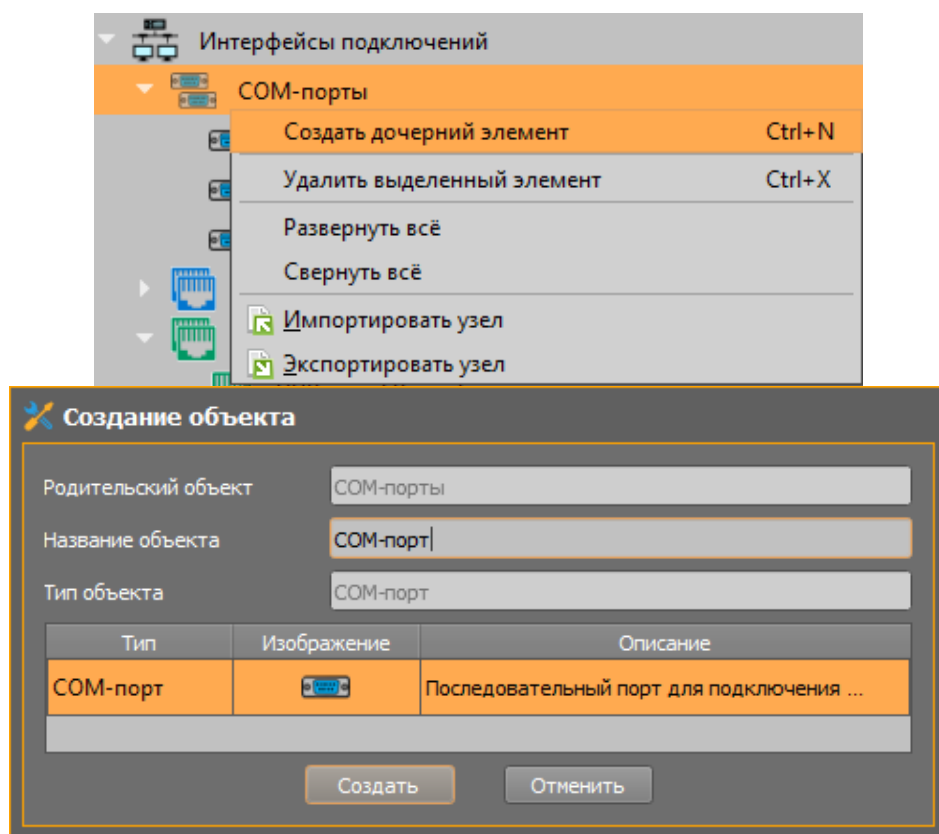 Интерфейсы подключений
COM-порты
Создать дочерний элемент Ctrl+N
Удалить выделенный элемент Ctrl+X
Развернуть всё
Свернуть всё
Импортировать узел
Экспортировать узел
Создание объекта
Родительский объект COM-порты
Название объекта COM-порт
Тип объекта COM-порт
Тип Изображение Описание
COM-порт Последовательный порт для подключения ...
Создать Отменить